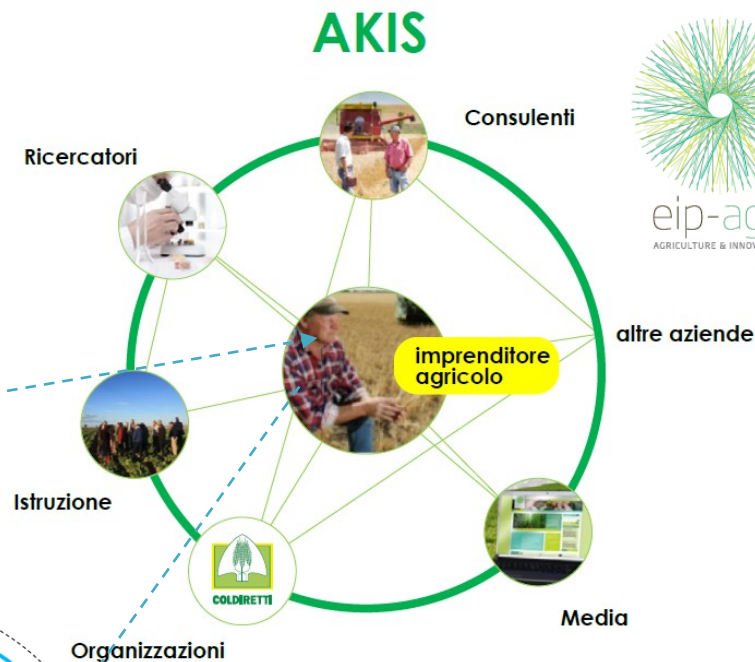 AKIS
Consulenti
Ricercatori
eip-ag
AGRICULTURE & INNOV
altre aziende
imprenditore
agricolo
Istruzione
COLDIRETTI
Media
Organizzazioni